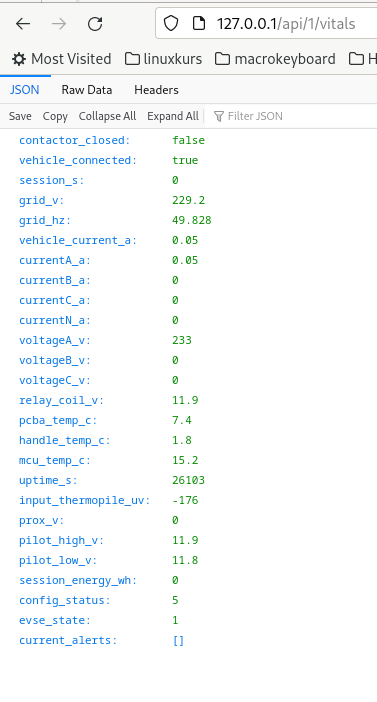 127.0.0.1/api/1/vitals
Most Visited linuxkurs macrokeyboard H
JSON Raw Data Headers
Save Copy Collapse All Expand All Filter JSON
contactor_closed: false
vehicle_connected: true
session_s: 0
grid_v: 229.2
grid_hz: 49.828
vehicle_current_a: 0.05
currentA_a: 0.05
currentB_a: 0
currentC_a: 0
currentN_a: 0
voltageA_v: 233
voltageB_v: 0
voltageC_v: 0
relay_coil_v: 11.9
pcba_temp_c: 7.4
handle_temp_c: 1.8
mcu_temp_c: 15.2
uptime_s: 26103
input_thermopile_uv: -176
prox_v: 0
pilot_high_v: 11.9
pilot_low_v: 11.8
session_energy_wh: 0
config_status: 5
evse_state: 1
current_alerts: []